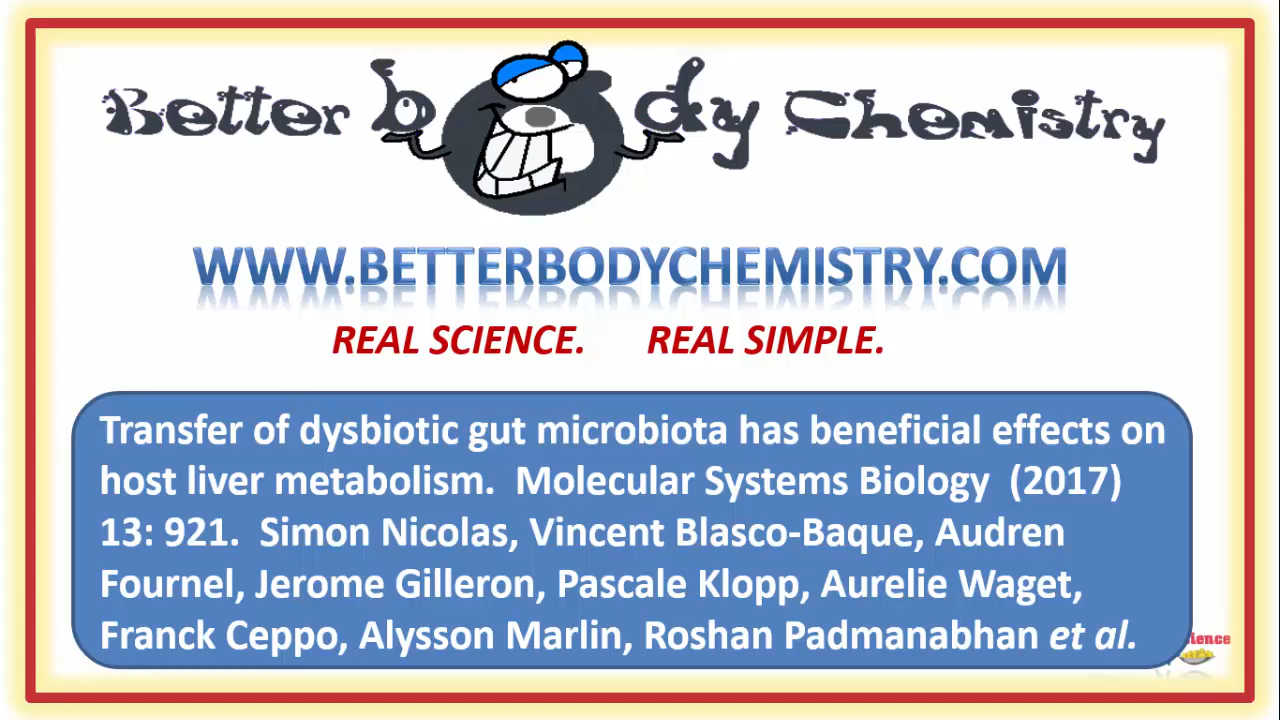 Better body Chemistry
WWW.BETTERBODYCHEMISTRY.COM
REAL SCIENCE. REAL SIMPLE.
Transfer of dysbiotic gut microbiota has beneficial effects on
host liver metabolism. Molecular Systems Biology (2017)
13: 921. Simon Nicolas, Vincent Blasco-Baque, Audren
Fournel, Jerome Gilleron, Pascale Klopp, Aurelie Waget,
Franck Ceppo, Alysson Marlin, Roshan Padmanabhan et al.